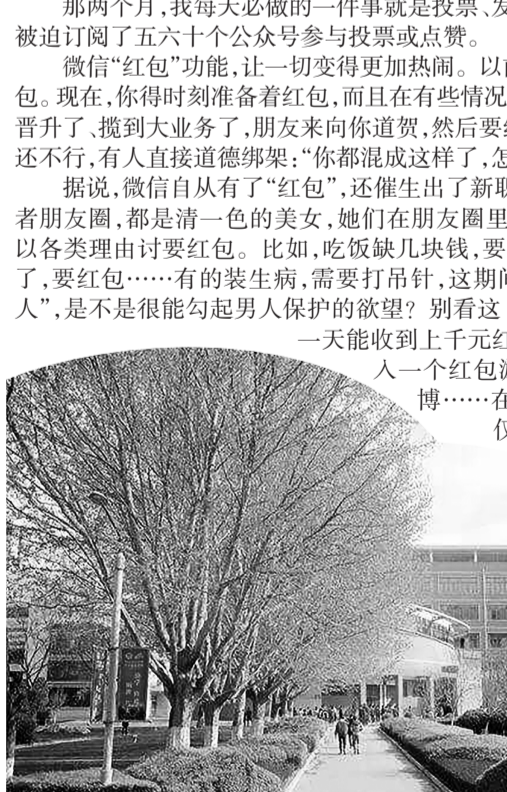 那两个月,我每天必做的一件事就是投票、发
被迫订阅了五六十个公众号参与投票或点赞。
微信“红包”功能,让一切变得更加热闹。以前
包。现在,你得时刻准备着红包,而且在有些情况
晋升了、揽到大业务了,朋友来向你道贺,然后要
还不行,有人直接道德绑架:“你都混成这样了,怎
据说,微信自从有了“红包”,还催生出了新职
者朋友圈,都是清一色的美女,她们在朋友圈里
以各类理由讨要红包。比如,吃饭缺几块钱,要
了,要红包……有的装生病,需要打吊针,这期间
人”,是不是很能勾起男人保护的欲望?别看这
一天能收到上千元红
入一个红包
博……在
仅